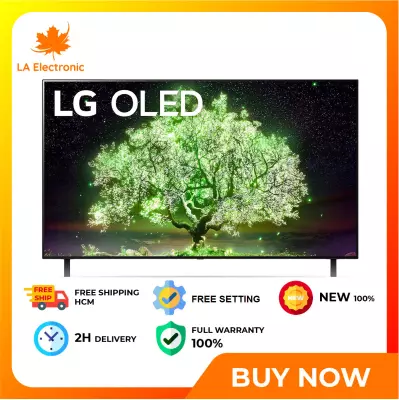 LA Electronic
LG OLED
FREE
SHIP
FREE SHIPPING
HCM
FREE SETTING
NEW
NEW 100%
2H DELIVERY
FULL WARRANTY
100%
BUY NOW